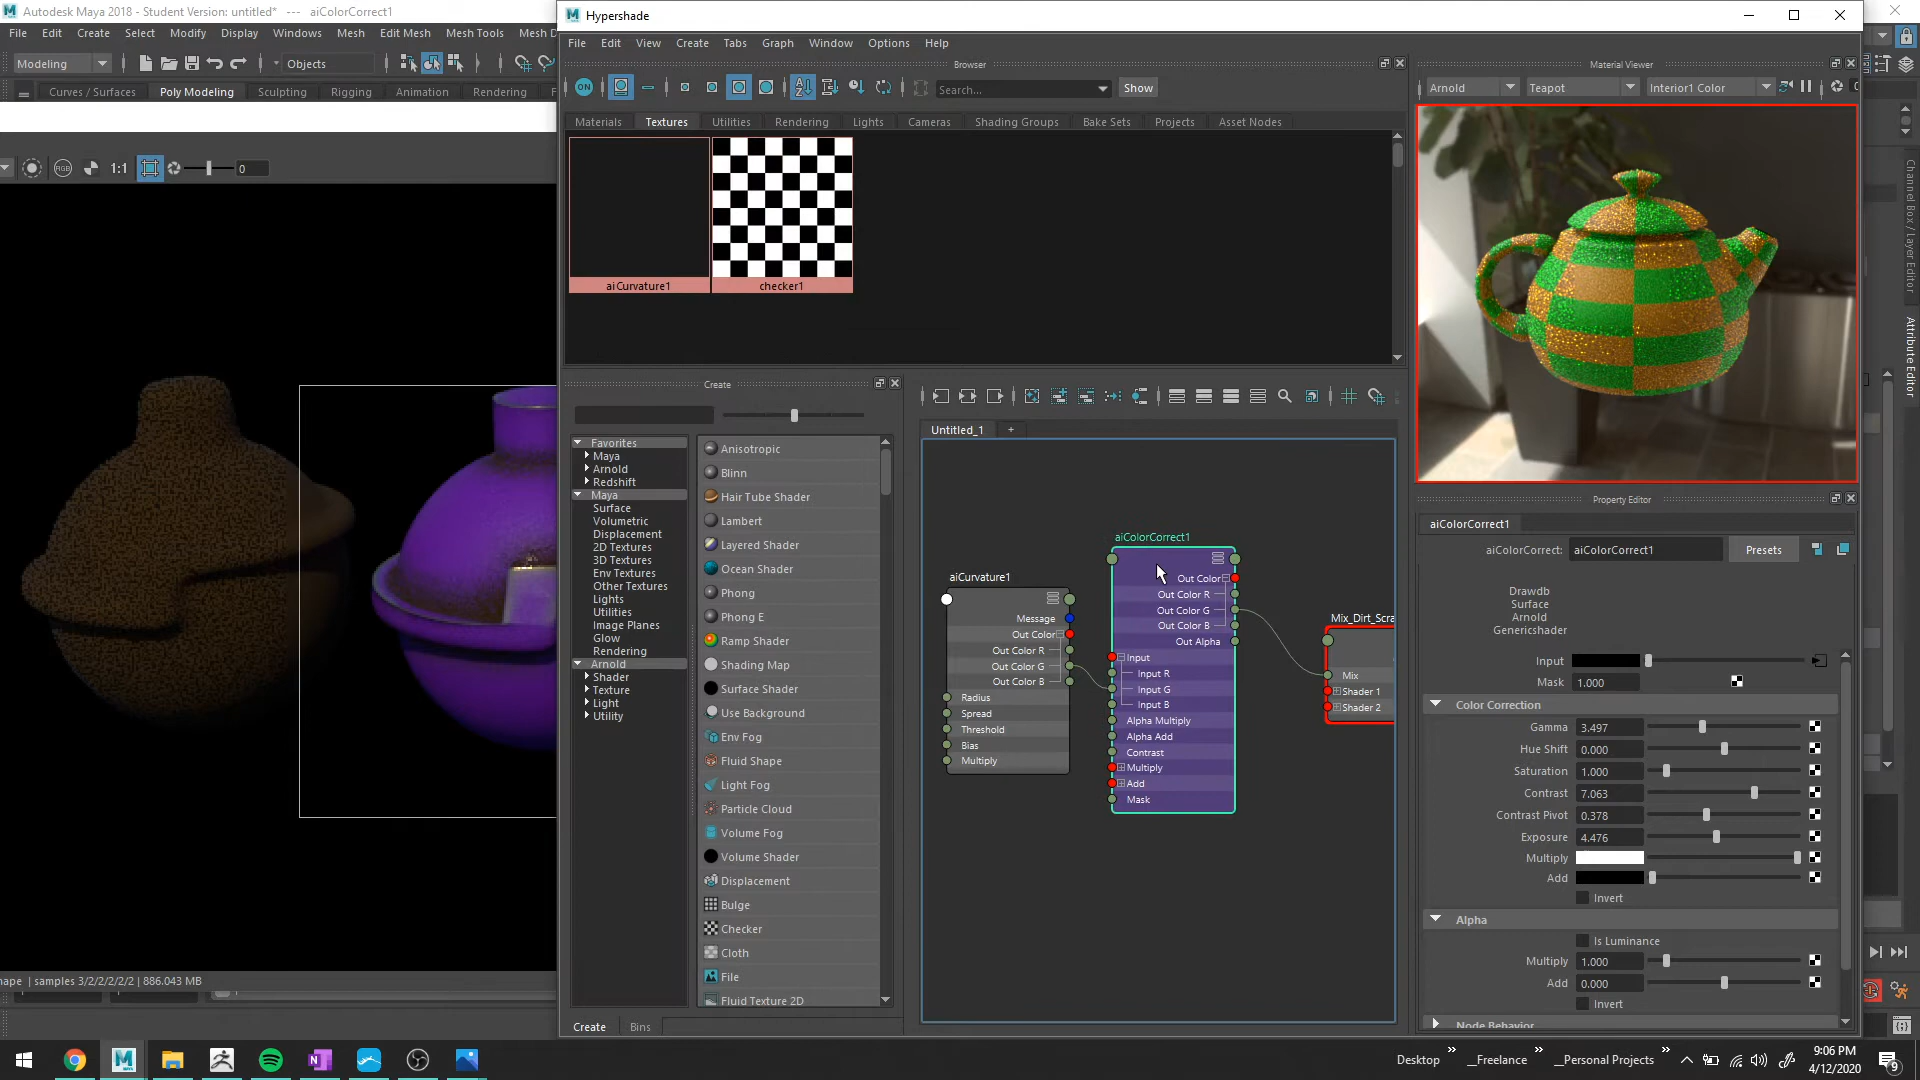 Autodesk Maya 2018 - Student Version: untitled* --- aiColorCorrect1
File Edit Create Select Modify Display Windows Mesh Edit Mesh Mesh Tools Mesh D
Modeling Objects
Curves / Surfaces Poly Modeling Sculpting Rigging Animation Rendering F
RGB 1:1 0
hape | samples 3/2/2/2/2/2 | 886.043 MB
Hypershade
File Edit View Create Tabs Graph Window Options Help
Browser
ON Search... Show
Materials Textures Utilities Rendering Lights Cameras Shading Groups Bake Sets Projects Asset Nodes
aiCurvature1 checker1
Create
Favorites
Maya
Arnold
Redshift
Maya
Surface
Volumetric
Displacement
2D Textures
3D Textures
Env Textures
Other Textures
Lights
Utilities
Image Planes
Glow
Rendering
Arnold
Shader
Texture
Light
Utility
Anisotropic
Blinn
Hair Tube Shader
Lambert
Layered Shader
Ocean Shader
Phong
Phong E
Ramp Shader
Shading Map
Surface Shader
Use Background
Env Fog
Fluid Shape
Light Fog
Particle Cloud
Volume Fog
Volume Shader
Displacement
Bulge
Checker
Cloth
File
Fluid Texture 2D
Create Bins
Untitled_1 +
aiCurvature1
Message
Out Color
Out Color R
Out Color G
Out Color B
Radius
Spread
Threshold
Bias
Multiply
aiColorCorrect1
Out Color
Out Color R
Out Color G
Out Color B
Out Alpha
Input
Input R
Input G
Input B
Alpha Multiply
Alpha Add
Contrast
Multiply
Add
Mask
Mix_Dirt_Scra
Mix
Shader 1
Shader 2
Material Viewer
Arnold Teapot Interior1 Color
Property Editor
aiColorCorrect1
aiColorCorrect: aiColorCorrect1 Presets
Drawdb
Surface
Arnold
Genericshader
Input
Mask 1.000
Color Correction
Gamma 3.497
Hue Shift 0.000
Saturation 1.000
Contrast 7.063
Contrast Pivot 0.378
Exposure 4.476
Multiply
Add
Invert
Alpha
Is Luminance
Multiply 1.000
Add 0.000
Invert
Node Behavior
Channel Box / Layer Editor
Attribute Editor
Desktop » __Freelance » __Personal Projects »
9:06 PM
4/12/2020
9